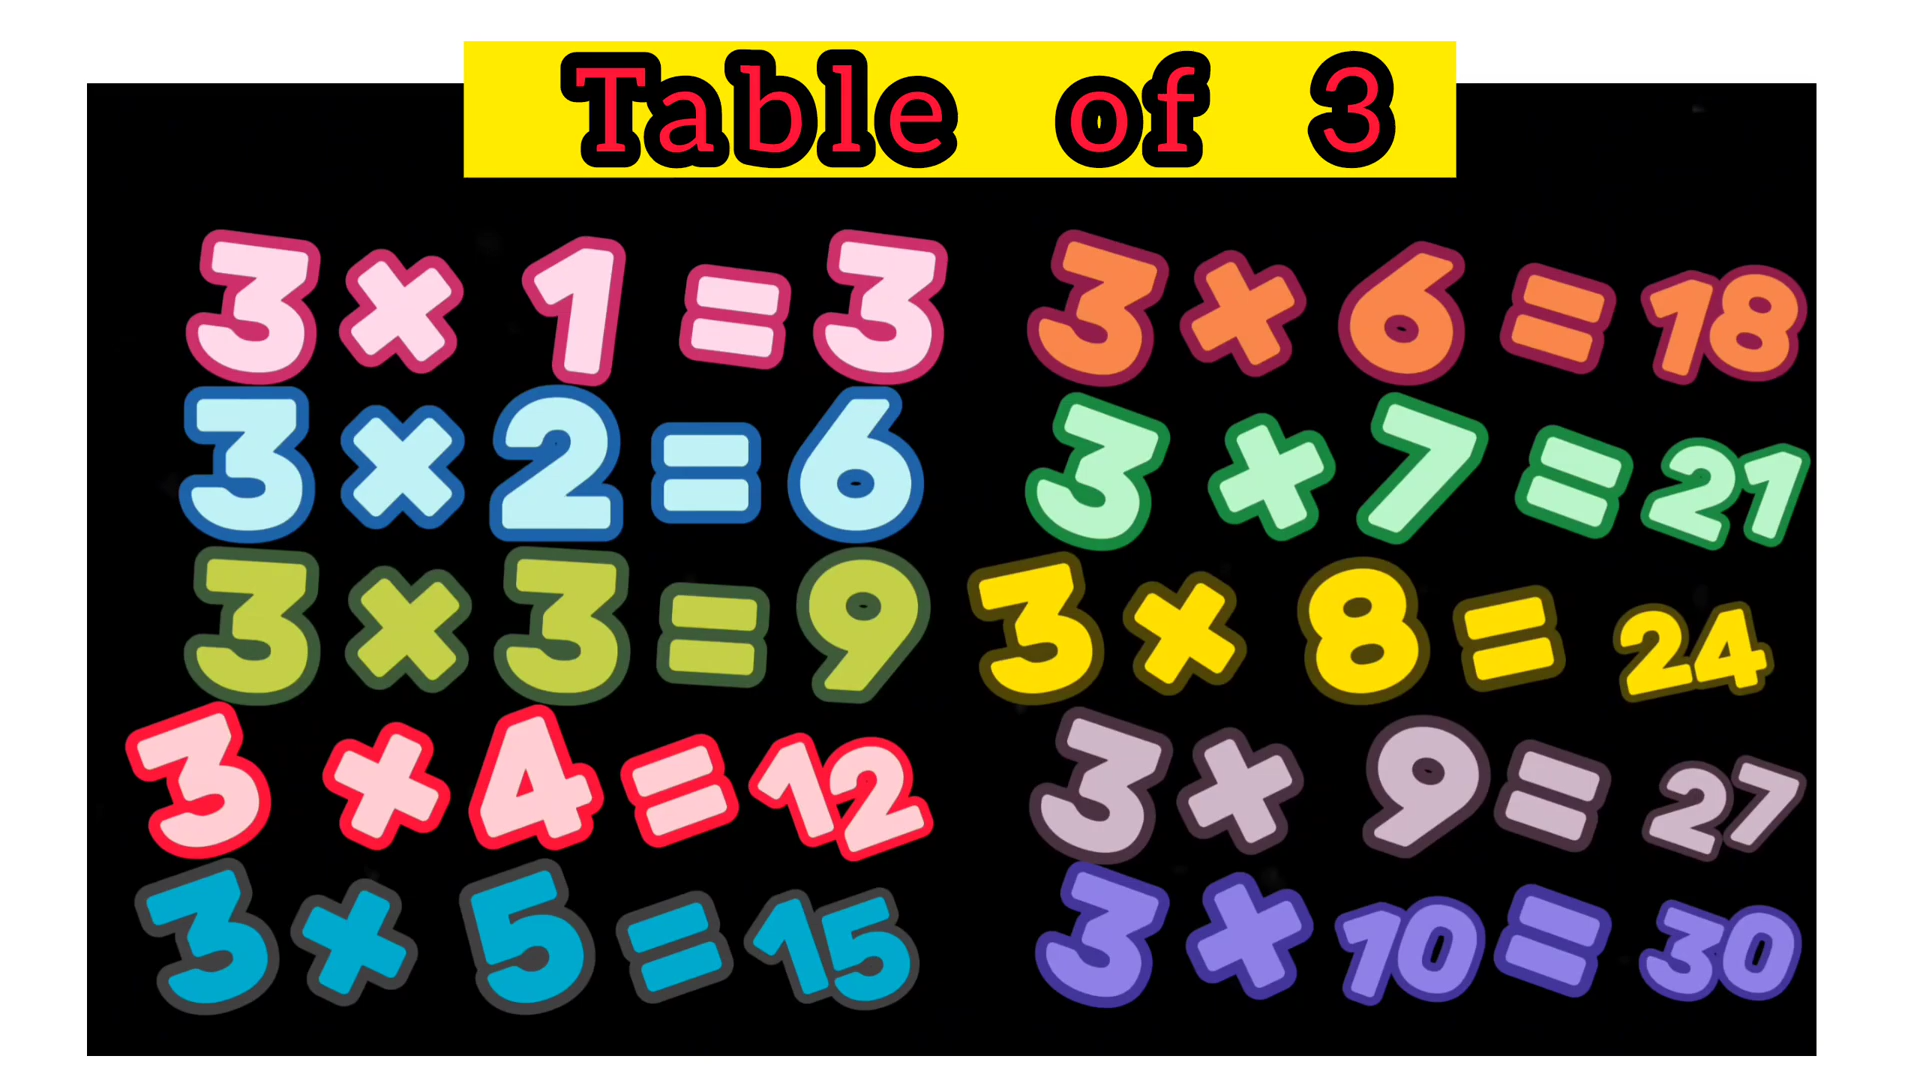 Table of 3
3 × 1 = 3
3 × 2 = 6
3 × 3 = 9
3 × 4 = 12
3 × 5 = 15
3 × 6 = 18
3 × 7 = 21
3 × 8 = 24
3 × 9 = 27
3 × 10 = 30